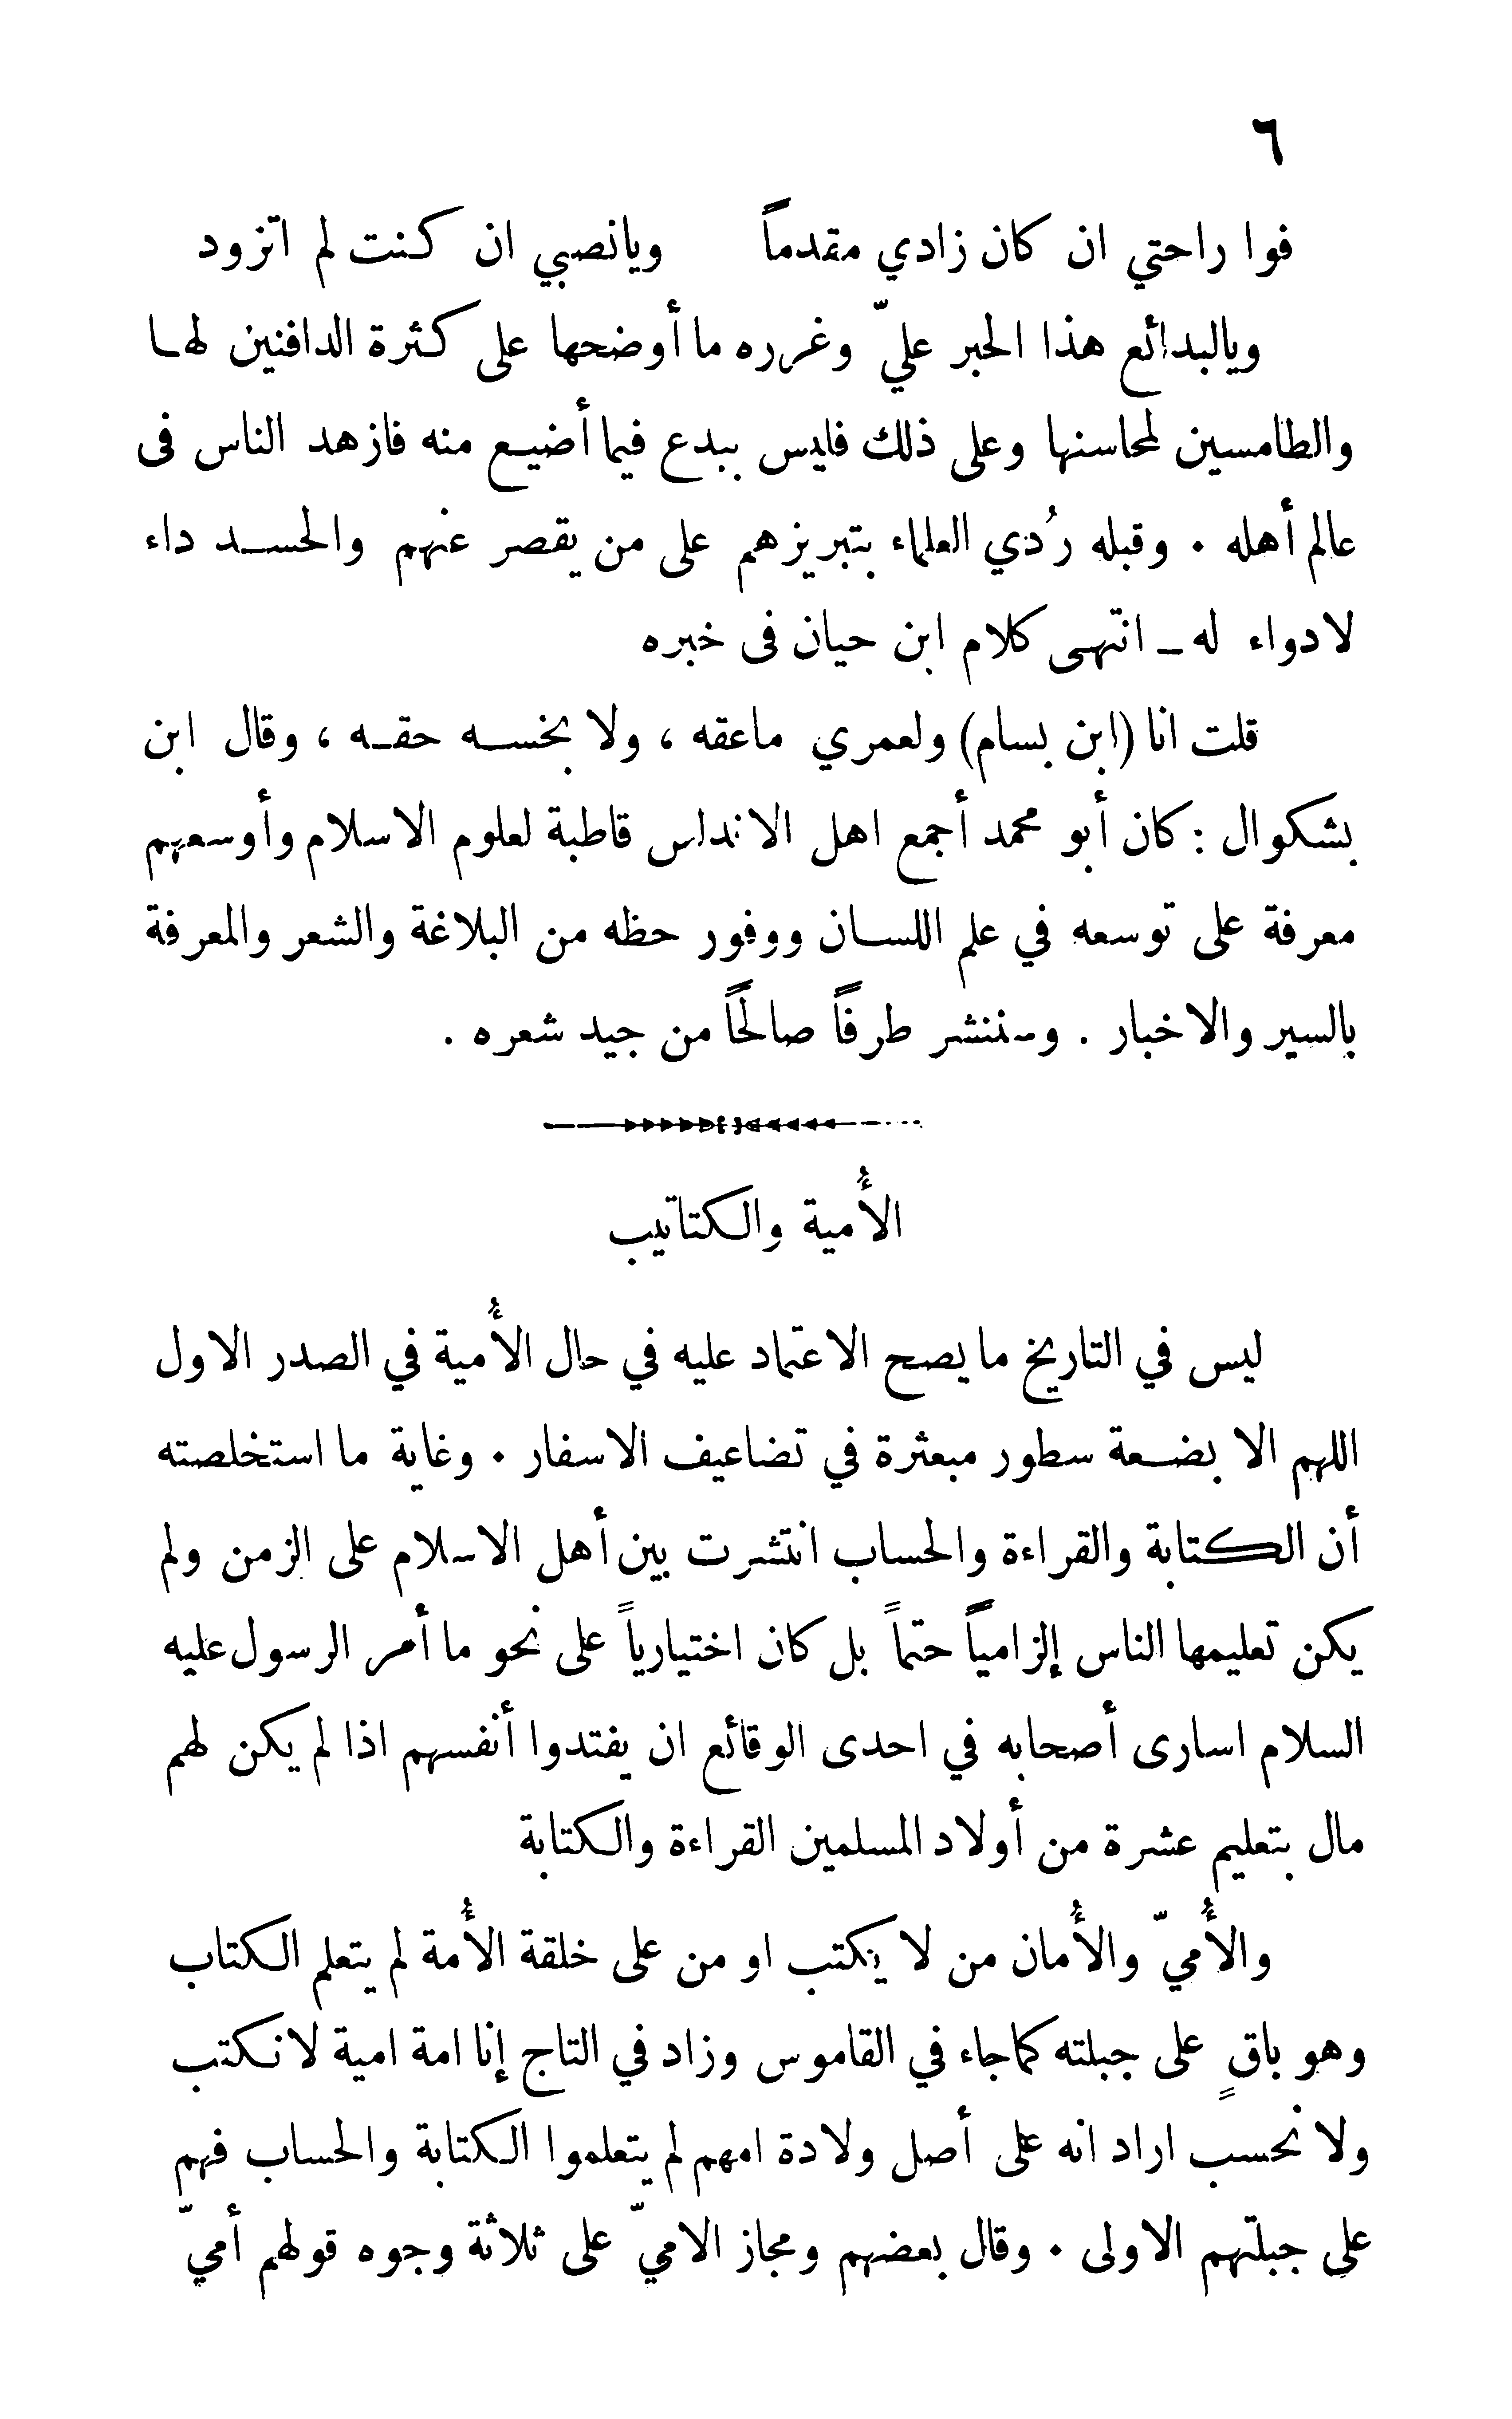 ٦
فوا راحتي ان كان زادي مقدماً ويانصبي ان كنت لم اتزود
ويالبدائع هذا الحبر عليّ وغرره ما أوضحها على كثرة الدافنين لهـا
والطامسين لمحاسنها وعلى ذلك فليس ببدع فيما أضيـع منه فازهد الناس فى
عالم أهله . وقبله رُدي العلماء بتبريزهم على من يقصر عنهم والحســد داء
لادواء له ـ انتهـى كلام ابن حيان فى خبره
قلت انا (ابن بسام) ولعمري ماعقه ، ولا بخســه حقـه ، وقال ابن
بشكوال : كان أبو محمد أجمع اهل الاندلس قاطبة لعلوم الاسلام وأوسعهم
معرفة على توسعه في علم اللســان ووفور حظه من البلاغة والشعر والمعرفة
بالسير والاخبار . وسننشر طرفاً صالحاً من جيد شعره .
الأُمية والكتاتيب
ليس في التاريخ ما يصح الاعتماد عليه في حال الأُمية في الصدر الاول
اللهم الا بضـعة سطور مبعثرة في تضاعيف الاسفار . وغاية ما استخلصته
أن الكتابة والقراءة والحساب انتشرت بين أهل الاسلام على الزمن ولم
يكن تعليمها الناس إلزامياً حتماً بل كان اختيارياً على نحو ما أمر الرسول عليه
السلام اسارى أصحابه في احدى الوقائع ان يفتدوا أنفسهم اذا لم يكن لهم
مال بتعليم عشرة من أولاد المسلمين القراءة والكتابة
والأُميّ والأُمان من لا يكتب او من على خلقة الأُمة لم يتعلم الكتاب
وهو باقٍ على جبلته كما جاء في القاموس وزاد في التاج إنا امة امية لا نكتب
ولا نحسب اراد انه على أصل ولادة امهم لم يتعلموا الكتابة والحساب فهم
على جبلتهم الاولى . وقال بعضهم ومجاز الاميّ على ثلاثة وجوه قولهم أميّ